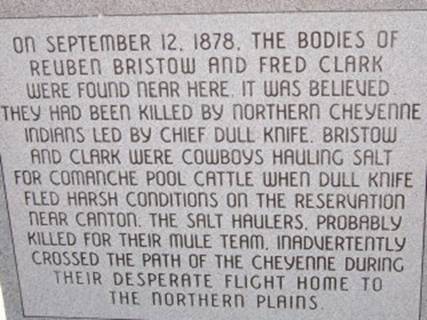 ON SEPTEMBER 12, 1878, THE BODIES OF
REUBEN BRISTOW AND FRED CLARK
WERE FOUND NEAR HERE. IT WAS BELIEVED
THEY HAD BEEN KILLED BY NORTHERN CHEYENNE
INDIANS LED BY CHIEF DULL KNIFE. BRISTOW
AND CLARK WERE COWBOYS HAULING SALT
FOR COMANCHE POOL CATTLE WHEN DULL KNIFE
FLED HARSH CONDITIONS ON THE RESERVATION
NEAR CANTON. THE SALT HAULERS, PROBABLY
KILLED FOR THEIR MULE TEAM, INADVERTENTLY
CROSSED THE PATH OF THE CHEYENNE DURING
THEIR DESPERATE FLIGHT HOME TO
THE NORTHERN PLAINS.